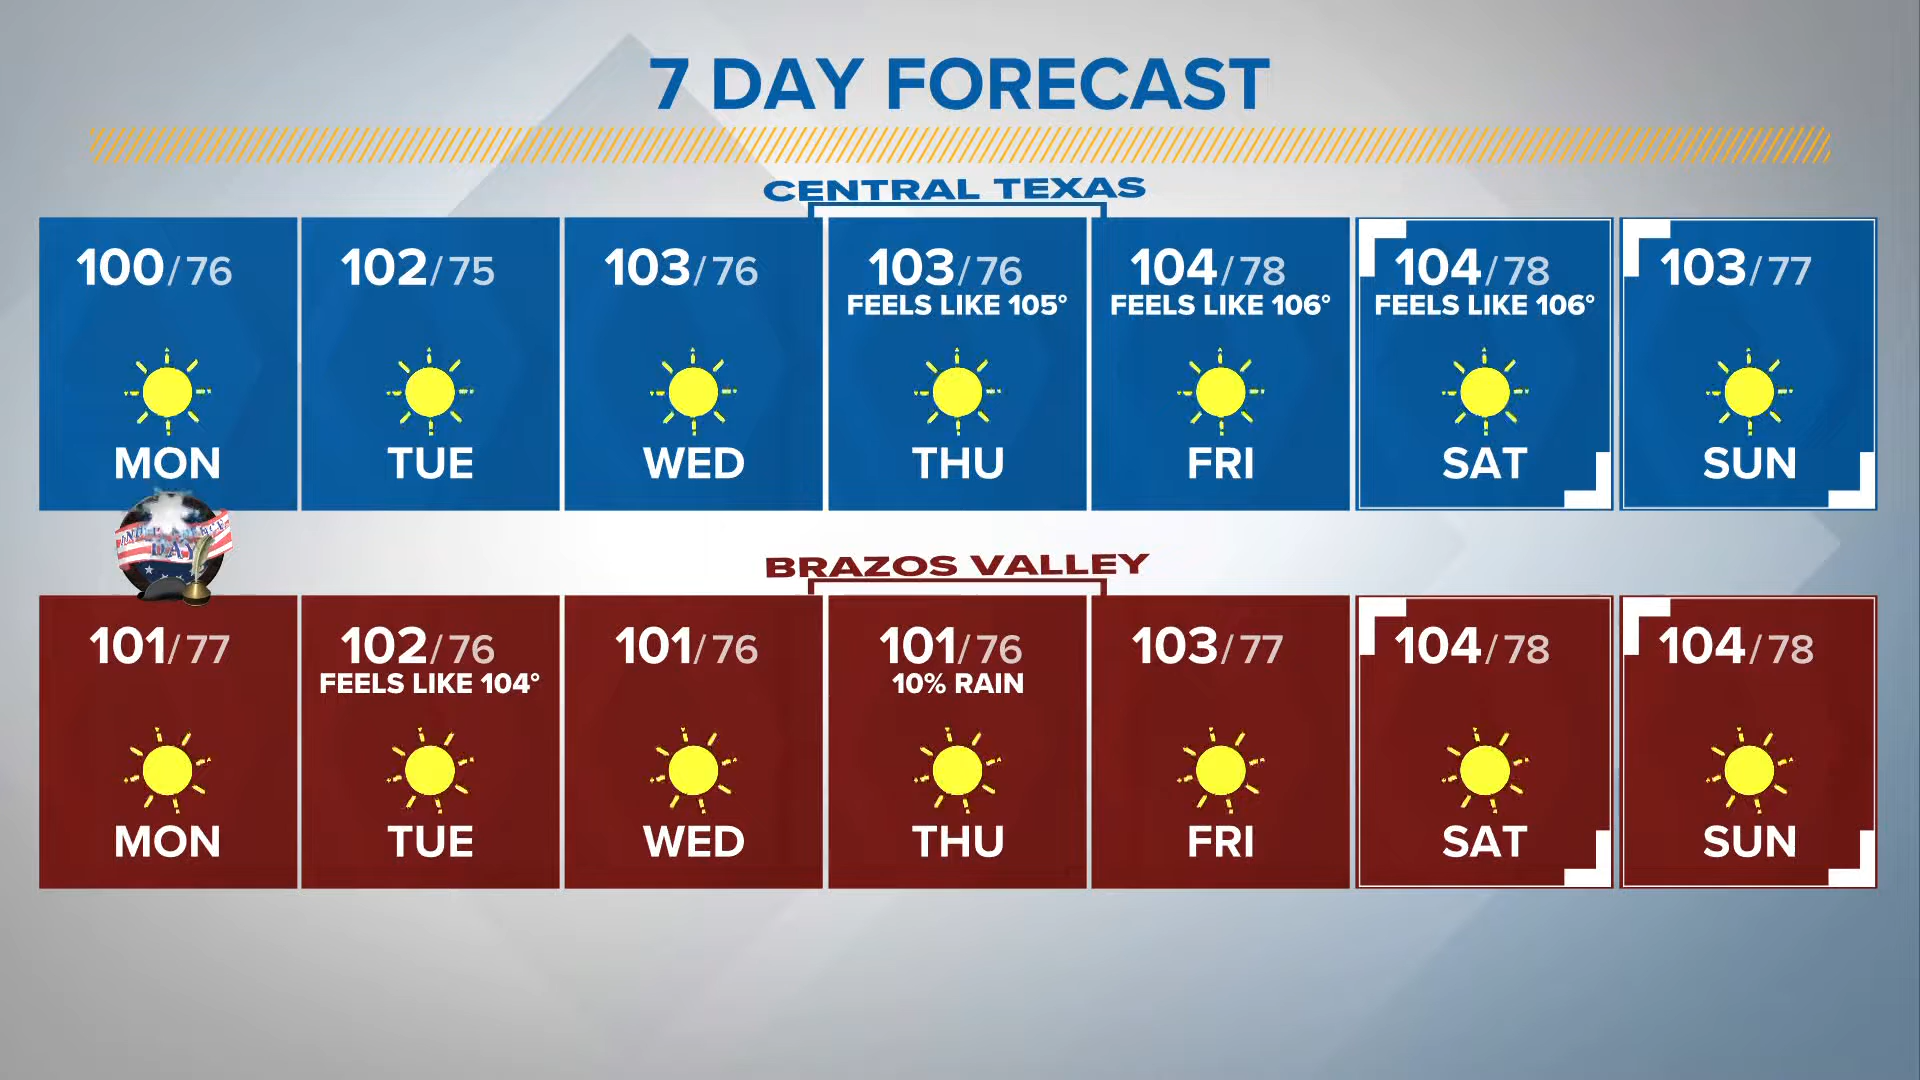 7 DAY FORECAST
CENTRAL TEXAS
100/76
102/75
103/76
103/76
104/78
104/78
103/77
FEELS LIKE 105°
FEELS LIKE 106°
FEELS LIKE 106°
MON
TUE
WED
THU
FRI
SAT
SUN
INDEPENDENCE
DAY
BRAZOS VALLEY
101/77
102/76
101/76
101/76
103/77
104/78
104/78
FEELS LIKE 104°
10% RAIN
MON
TUE
WED
THU
FRI
SAT
SUN